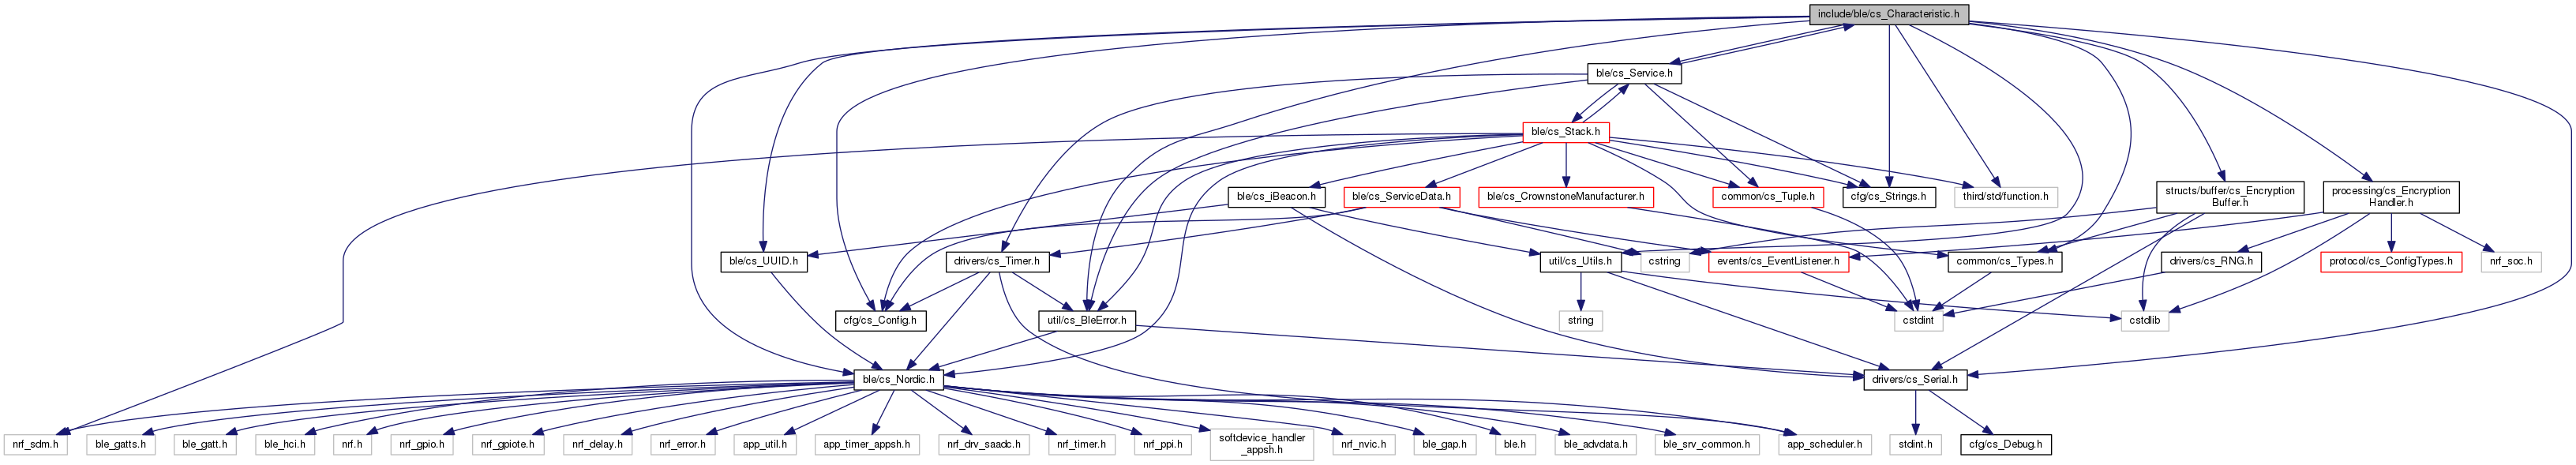 include/ble/cs_Characteristic.h
ble/cs_Service.h
ble/cs_Stack.h
ble/cs_iBeacon.h
ble/cs_ServiceData.h
ble/cs_CrownstoneManufacturer.h
common/cs_Tuple.h
cfg/cs_Strings.h
third/std/function.h
structs/buffer/cs_Encryption
Buffer.h
processing/cs_Encryption
Handler.h
ble/cs_UUID.h
drivers/cs_Timer.h
util/cs_Utils.h
cstring
events/cs_EventListener.h
common/cs_Types.h
drivers/cs_RNG.h
protocol/cs_ConfigTypes.h
nrf_soc.h
cfg/cs_Config.h
util/cs_BleError.h
string
cstdint
cstdlib
ble/cs_Nordic.h
drivers/cs_Serial.h
nrf_sdm.h
ble_gatts.h
ble_gatt.h
ble_hci.h
nrf.h
nrf_gpio.h
nrf_gpiote.h
nrf_delay.h
nrf_error.h
app_util.h
app_timer_appsh.h
nrf_drv_saadc.h
nrf_timer.h
nrf_ppi.h
softdevice_handler
_appsh.h
nrf_nvic.h
ble_gap.h
ble.h
ble_advdata.h
ble_srv_common.h
app_scheduler.h
stdint.h
cfg/cs_Debug.h